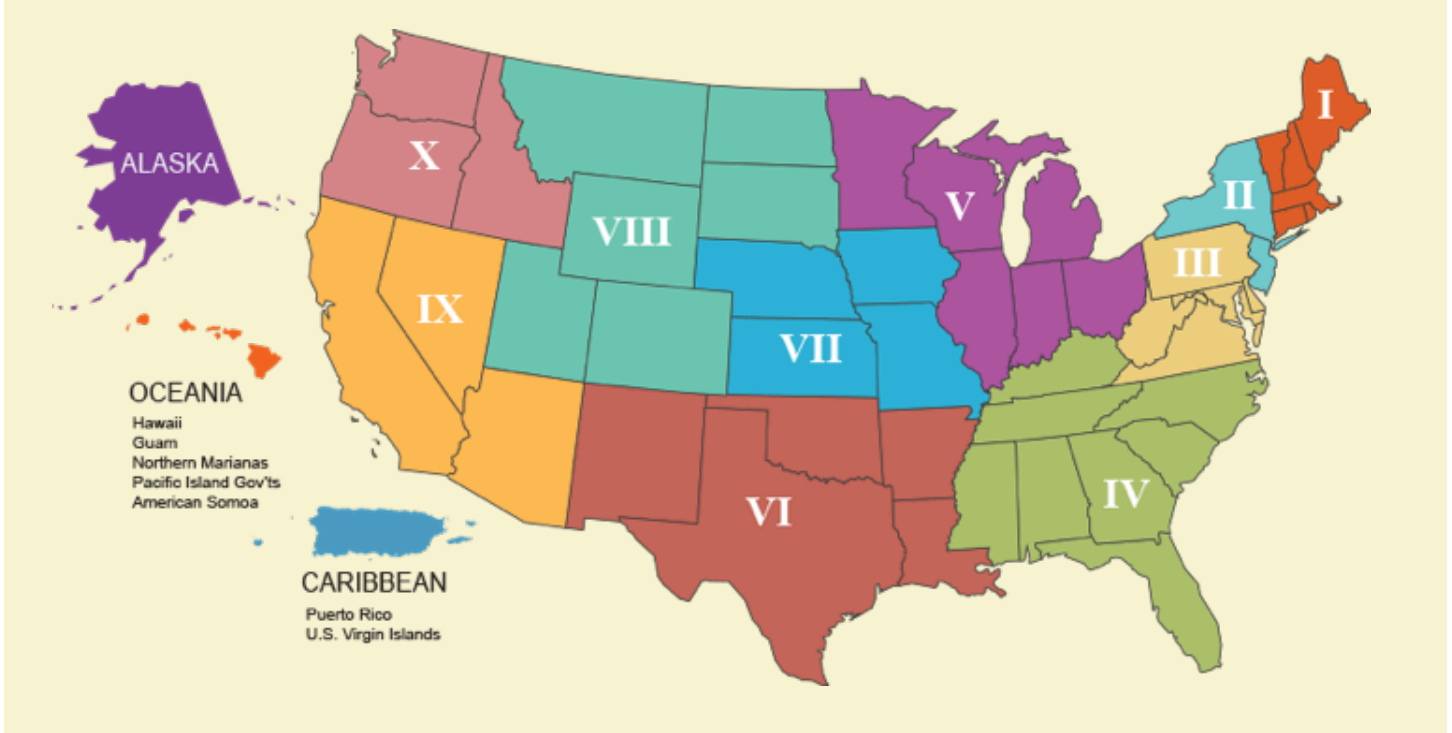 I
X
ALASKA
V
II
VIII
III
IX
VII
OCEANIA
Hawaii
Guam
Northern Marianas
Pacific Island Gov'ts
American Somoa
VI
IV
CARIBBEAN
Puerto Rico
U.S. Virgin Islands